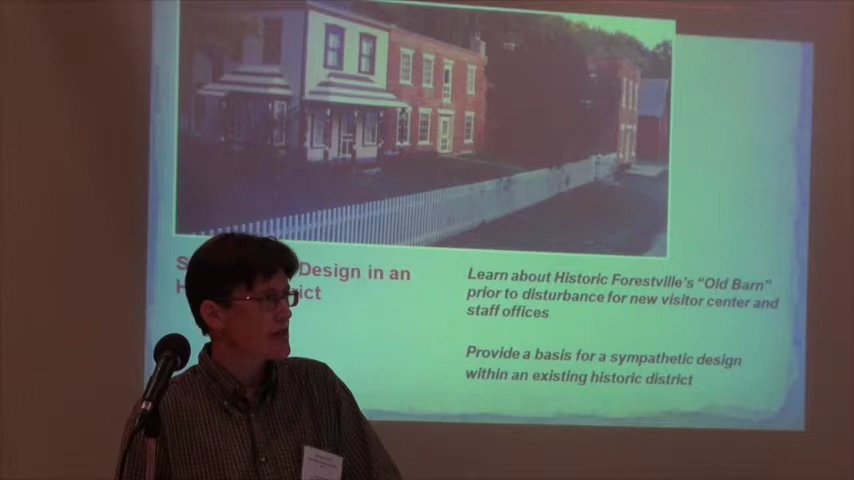 Design in an
Learn about Historic Forestville's "Old Barn"
prior to disturbance for new visitor center and
staff offices
Provide a basis for a sympathetic design
within an existing historic district